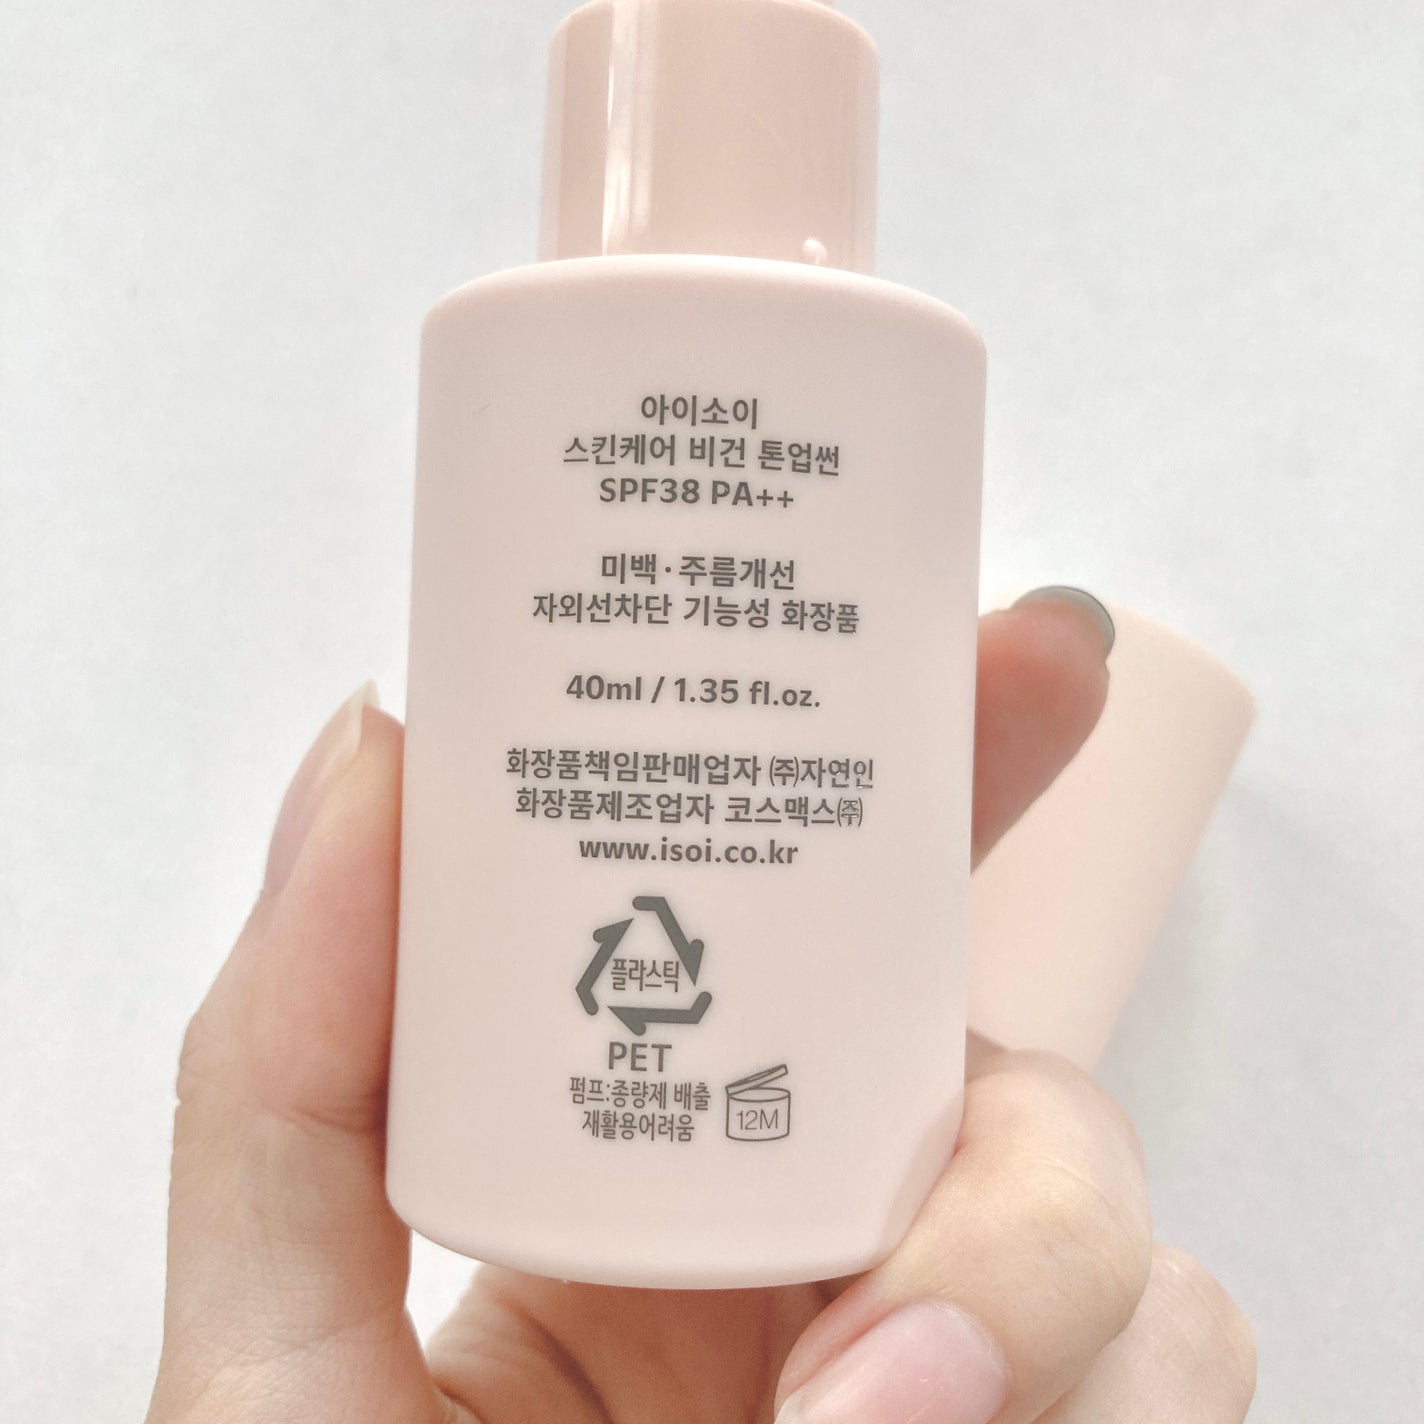 아이소이
스킨케어 비건 톤업썬
SPF38 PA++
미백·주름개선
자외선차단 기능성 화장품
40ml / 1.35 fl.oz.
화장품책임판매업자 ㈜자연인
화장품제조업자 코스맥스㈜
www.isoi.co.kr
플라스틱
PET
펌프:종량제 배출
재활용어려움
12M